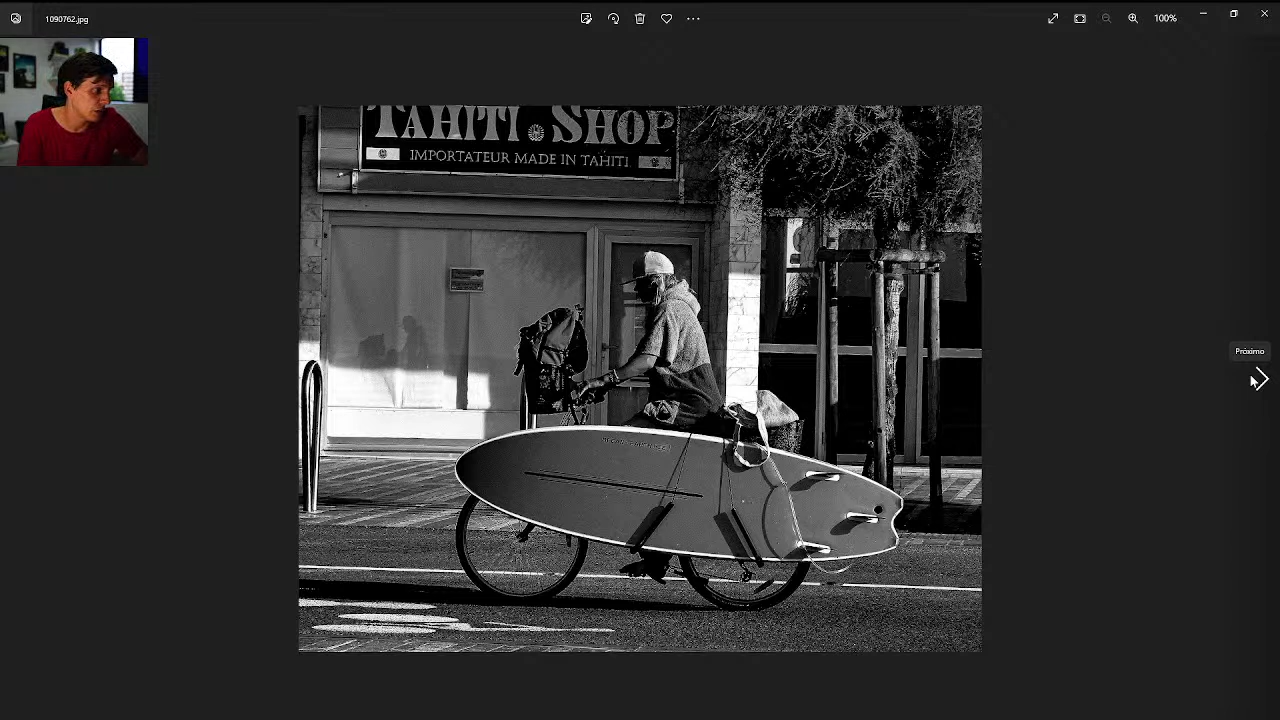 1090762.jpg
100%
TAHITI SHOP
IMPORTATEUR MADE IN TAHITI
Próximo